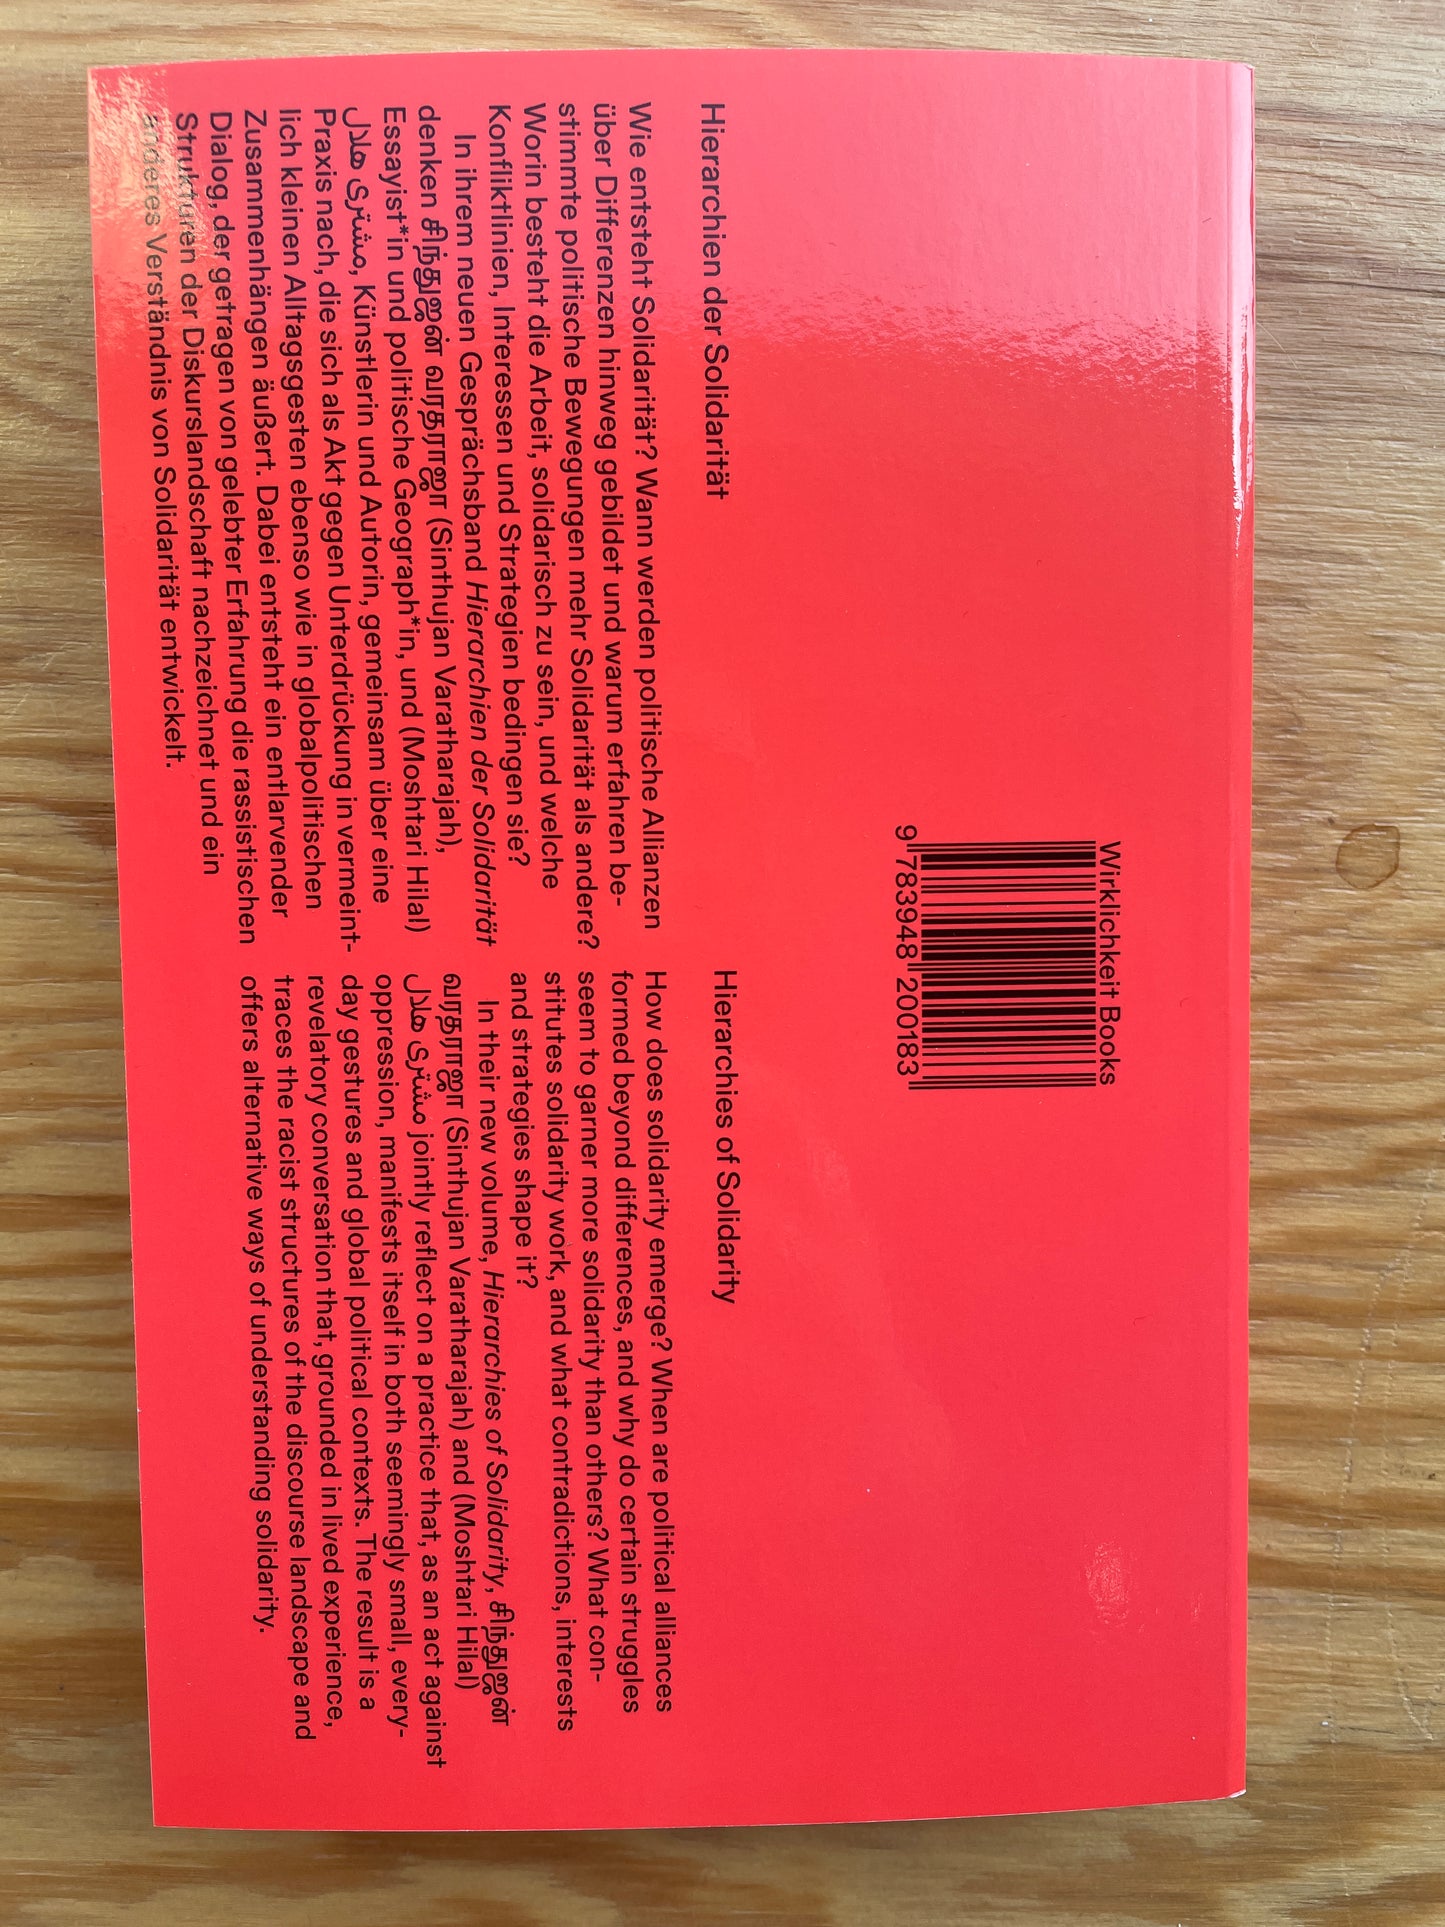 Wirklichkeit Books
9 783948 200183
Hierarchien der Solidarität
Wie entsteht Solidarität? Wann werden politische Allianzen
über Differenzen hinweg gebildet und warum erfahren be-
stimmte politische Bewegungen mehr Solidarität als andere?
Worin besteht die Arbeit, solidarisch zu sein, und welche
Konfliktlinien, Interessen und Strategien bedingen sie?
In ihrem neuen Gesprächsband Hierarchien der Solidarität
denken சிந்துஜன் வரதராஜா (Sinthujan Varatharajah),
Essayist*in und politische Geograph*in, und (Moshtari Hilal)
مشتری هلال, Künstlerin und Autorin, gemeinsam über eine
Praxis nach, die sich als Akt gegen Unterdrückung in vermeint-
lich kleinen Alltagsgesten ebenso wie in globalpolitischen
Zusammenhängen äußert. Dabei entsteht ein entlarvender
Dialog, der getragen von gelebter Erfahrung die rassistischen
Strukturen der Diskurslandschaft nachzeichnet und ein
anderes Verständnis von Solidarität entwickelt.
Hierarchies of Solidarity
How does solidarity emerge? When are political alliances
formed beyond differences, and why do certain struggles
seem to garner more solidarity than others? What con-
stitutes solidarity work, and what contradictions, interests
and strategies shape it?
In their new volume, Hierarchies of Solidarity, சிந்துஜன்
வரதராஜா (Sinthujan Varatharajah) and (Moshtari Hilal)
مشتری هلال jointly reflect on a practice that, as an act against
oppression, manifests itself in both seemingly small, every-
day gestures and global political contexts. The result is a
revelatory conversation that, grounded in lived experience,
traces the racist structures of the discourse landscape and
offers alternative ways of understanding solidarity.